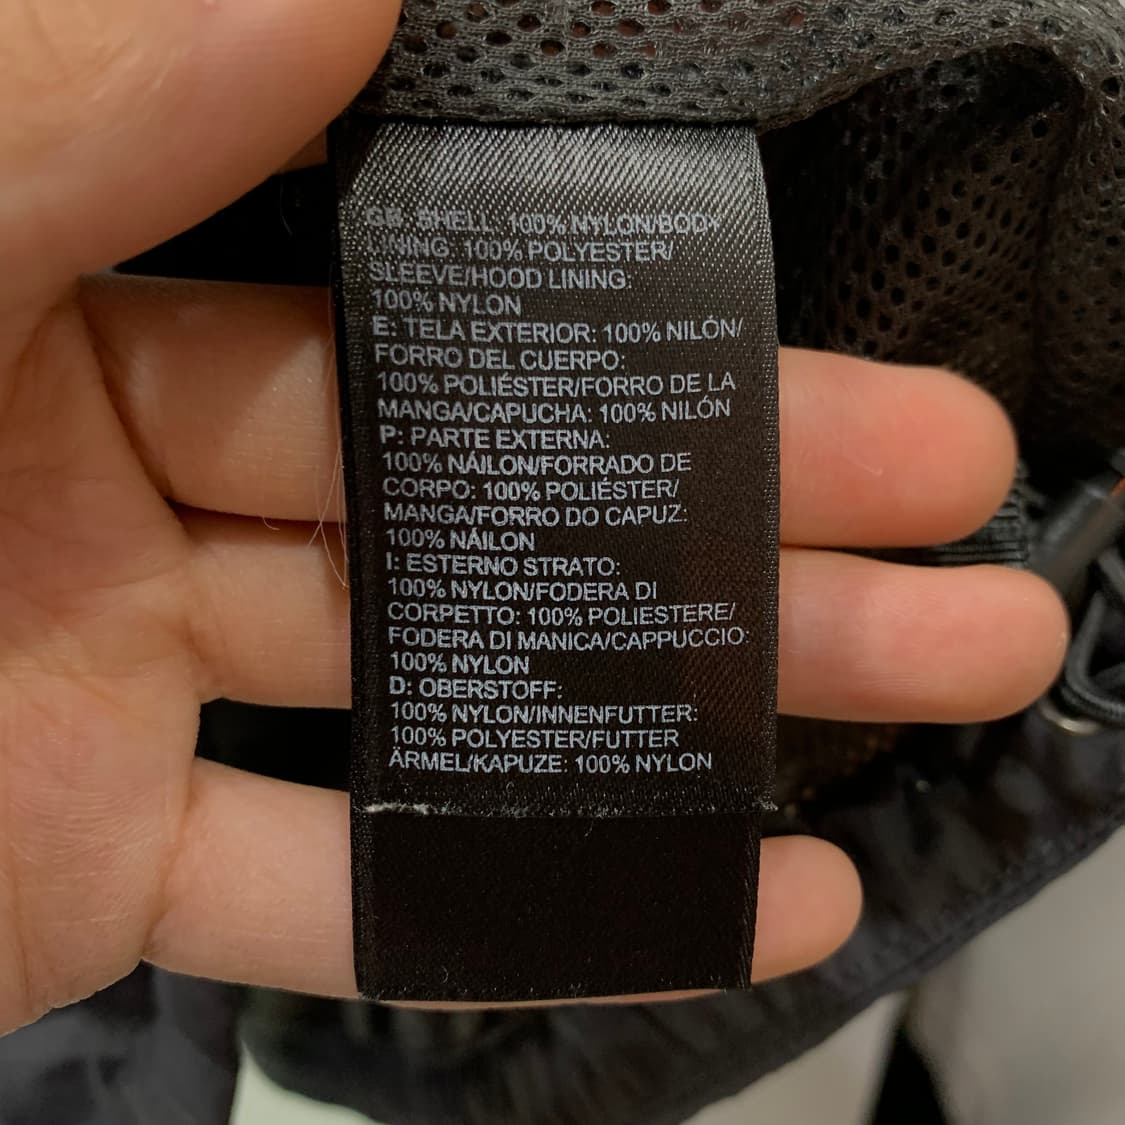 GB: SHELL: 100% NYLON/BODY
LINING: 100% POLYESTER/
SLEEVE/HOOD LINING:
100% NYLON
E: TELA EXTERIOR: 100% NILÓN/
FORRO DEL CUERPO:
100% POLIÉSTER/FORRO DE LA
MANGA/CAPUCHA: 100% NILÓN
P: PARTE EXTERNA:
100% NÁILON/FORRADO DE
CORPO: 100% POLIÉSTER/
MANGA/FORRO DO CAPUZ:
100% NÁILON
I: ESTERNO STRATO:
100% NYLON/FODERA DI
CORPETTO: 100% POLIESTERE/
FODERA DI MANICA/CAPPUCCIO:
100% NYLON
D: OBERSTOFF:
100% NYLON/INNENFUTTER:
100% POLYESTER/FUTTER
ÄRMEL/KAPUZE: 100% NYLON